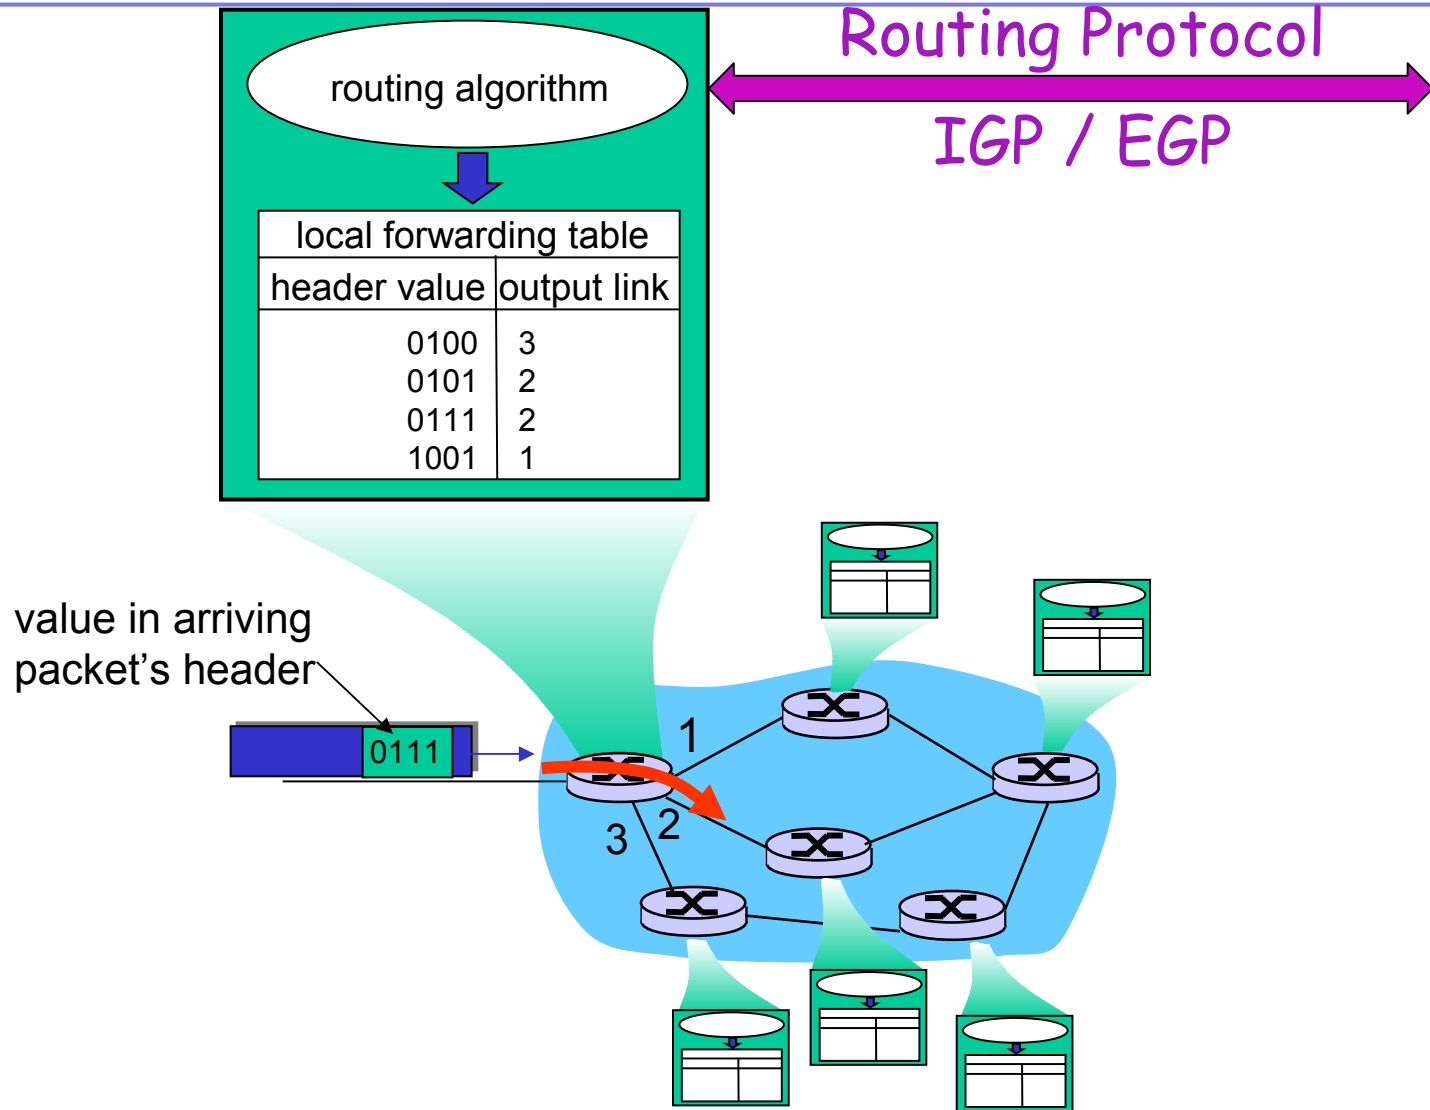 Routing Protocol
IGP / EGP
routing algorithm
local forwarding table
header value output link
0100 3
0101 2
0111 2
1001 1
value in arriving
packet's header
0111
1
2
3